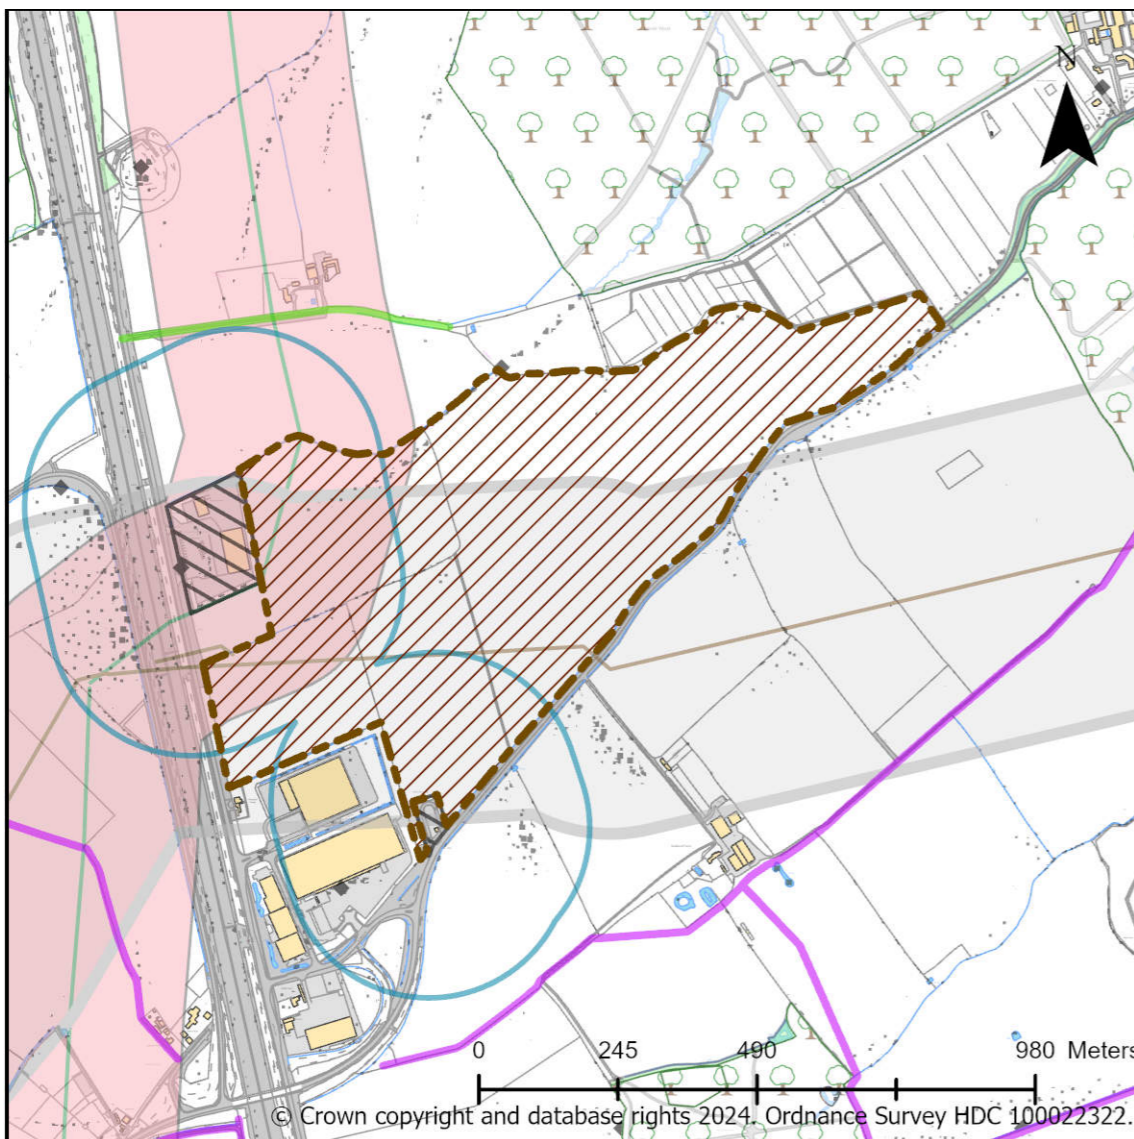 N
0 245 490 980 Meters
© Crown copyright and database rights 2024. Ordnance Survey HDC 100022322.